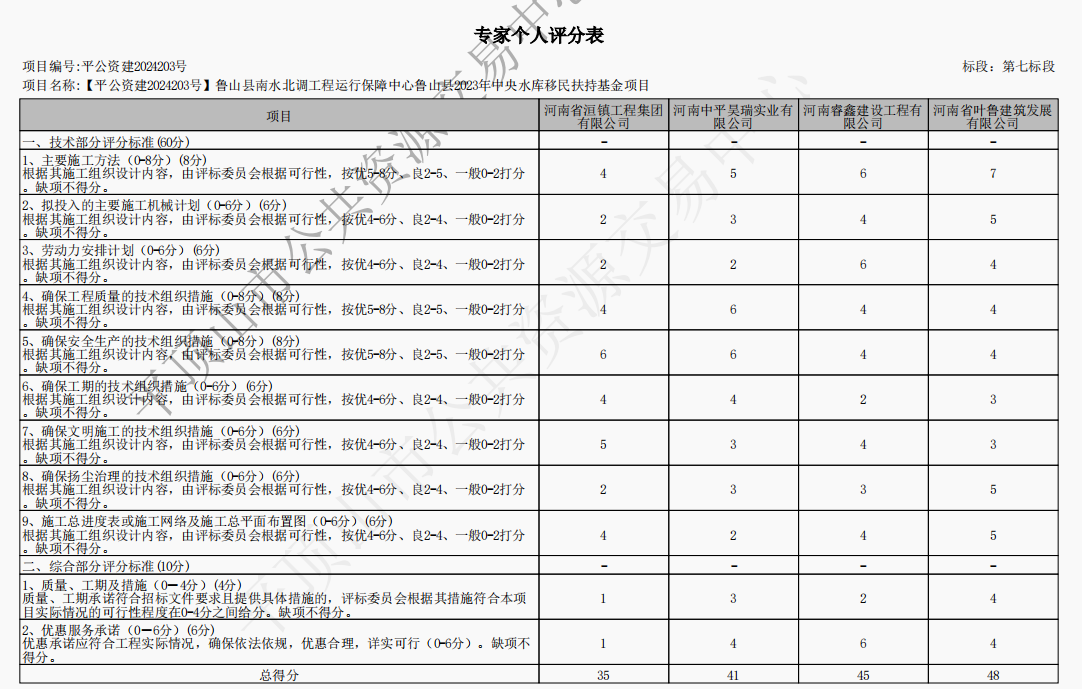 专家个人评分表
项目编号:平公资建2024203号
标段：第七标段
项目名称:【平公资建2024203号】鲁山县南水北调工程运行保障中心鲁山县2023年中央水库移民扶持基金项目
项目
河南省洹镇工程集团有限公司
河南中平昊瑞实业有限公司
河南睿鑫建设工程有限公司
河南省叶鲁建筑发展有限公司
一、技术部分评分标准(60分) - - - -
1、主要施工方法（0-8分）(8分)
根据其施工组织设计内容，由评标委员会根据可行性，按优5-8分、良2-5、一般0-2打分
。缺项不得分。
4 5 6 7
2、拟投入的主要施工机械计划（0-6分）(6分)
根据其施工组织设计内容，由评标委员会根据可行性，按优4-6分、良2-4、一般0-2打分
。缺项不得分。
2 3 4 5
3、劳动力安排计划（0-6分）(6分)
根据其施工组织设计内容，由评标委员会根据可行性，按优4-6分、良2-4、一般0-2打分
。缺项不得分。
2 2 6 4
4、确保工程质量的技术组织措施（0-8分）(8分)
根据其施工组织设计内容，由评标委员会根据可行性，按优5-8分、良2-5、一般0-2打分
。缺项不得分。
4 6 4 4
5、确保安全生产的技术组织措施（0-8分）(8分)
根据其施工组织设计内容，由评标委员会根据可行性，按优5-8分、良2-5、一般0-2打分
。缺项不得分。
6 6 4 4
6、确保工期的技术组织措施（0-6分）(6分)
根据其施工组织设计内容，由评标委员会根据可行性，按优4-6分、良2-4、一般0-2打分
。缺项不得分。
4 4 2 3
7、确保文明施工的技术组织措施（0-6分）(6分)
根据其施工组织设计内容，由评标委员会根据可行性，按优4-6分、良2-4、一般0-2打分
。缺项不得分。
5 3 4 3
8、确保扬尘治理的技术组织措施（0-6分）(6分)
根据其施工组织设计内容，由评标委员会根据可行性，按优4-6分、良2-4、一般0-2打分
。缺项不得分。
2 3 3 5
9、施工总进度表或施工网络及施工总平面布置图（0-6分）(6分)
根据其施工组织设计内容，由评标委员会根据可行性，按优4-6分、良2-4、一般0-2打分
。缺项不得分。
4 2 4 5
二、综合部分评分标准(10分) - - - -
1、质量、工期及措施（0一4分）(4分)
质量、工期承诺符合招标文件要求且提供具体措施的，评标委员会根据其措施符合本项
目实际情况的可行性程度在0-4分之间给分。缺项不得分。
1 3 2 4
2、优惠服务承诺（0一6分）(6分)
优惠承诺应符合工程实际情况，确保依法依规，优惠合理，详实可行（0-6分）。缺项不
得分。
1 4 6 4
总得分 35 41 45 48
平顶山市公共资源交易中心
平顶山市公共资源交易中心